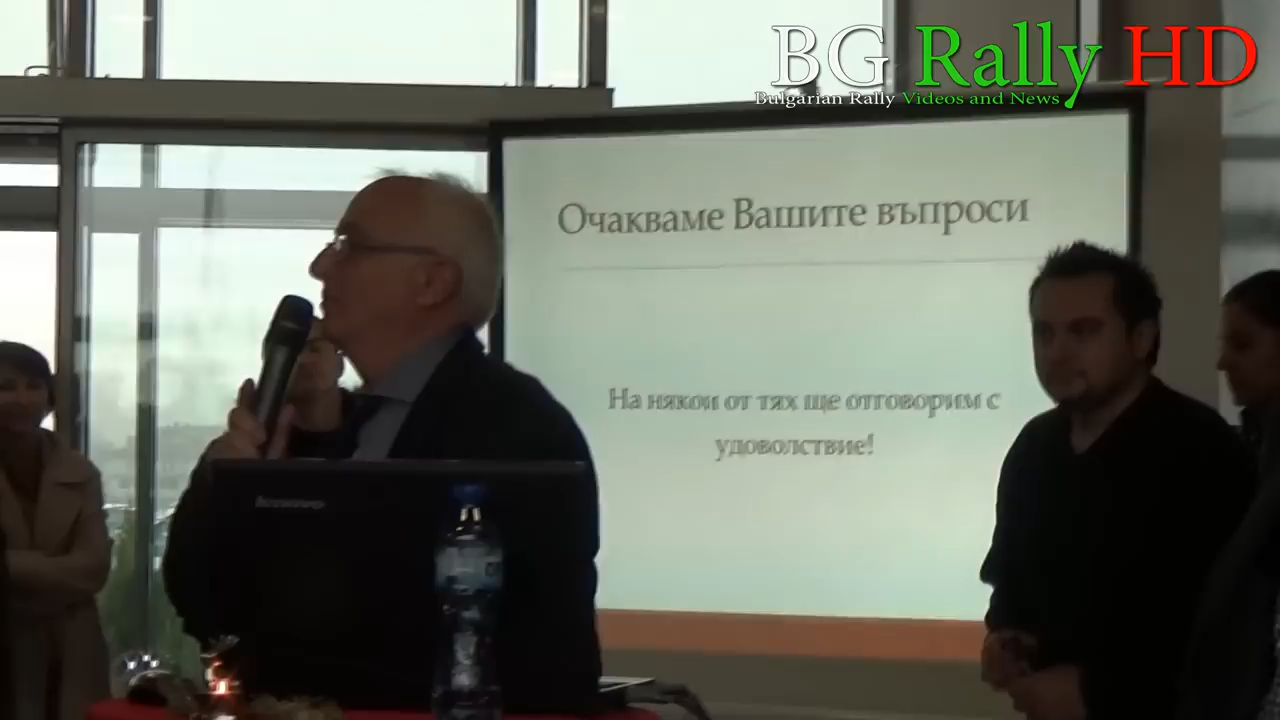 BG Rally HD
Bulgarian Rally Videos and News
Очакваме Вашите въпроси
На някои от тях ще отговорим с
удоволствие!